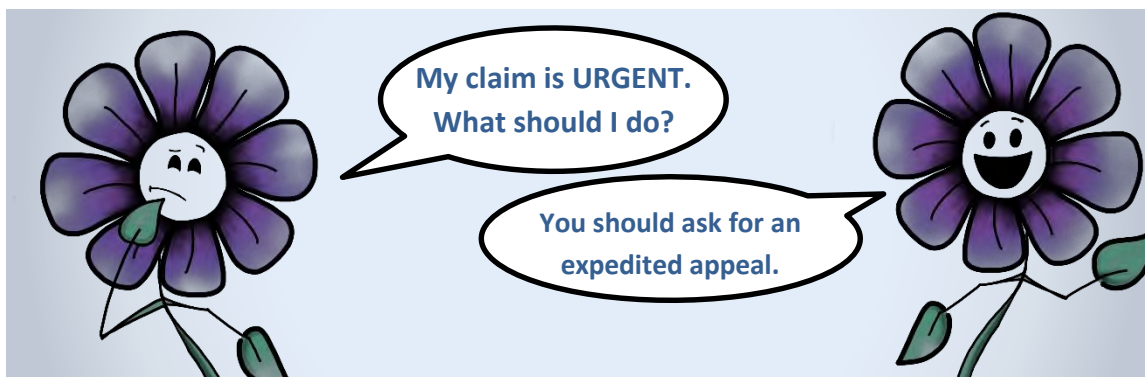 My claim is URGENT.
What should I do?
You should ask for an
expedited appeal.